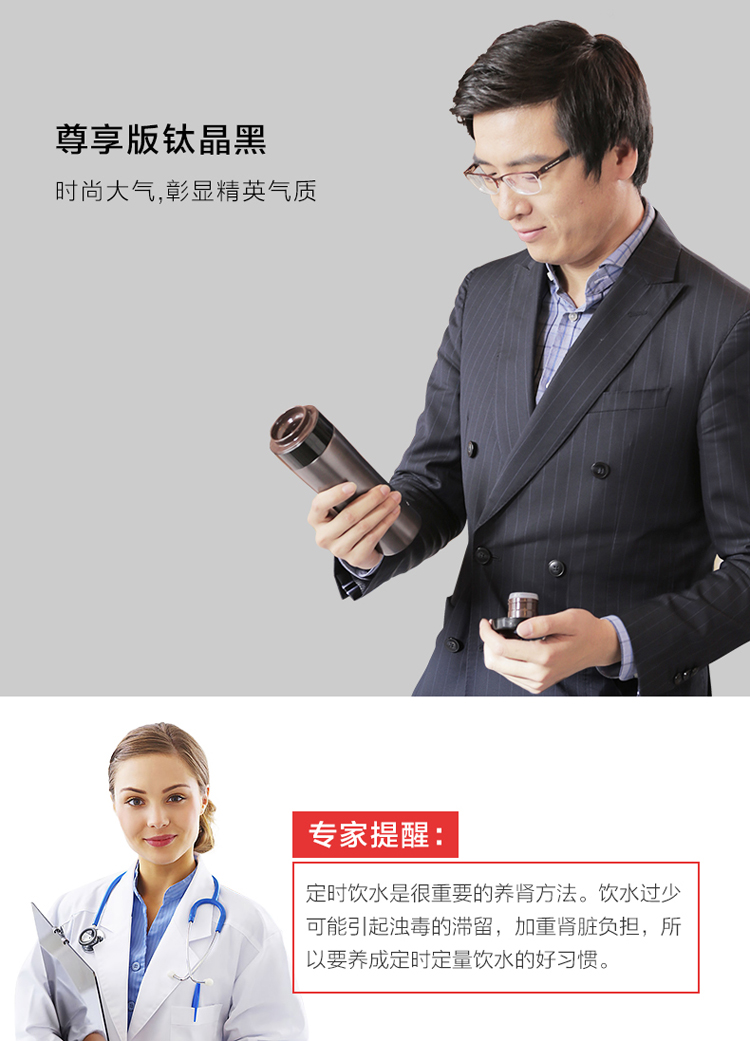 尊享版钛晶黑
时尚大气,彰显精英气质
专家提醒：
定时饮水是很重要的养肾方法。饮水过少
可能引起浊毒的滞留，加重肾脏负担，所
以要养成定时定量饮水的好习惯。